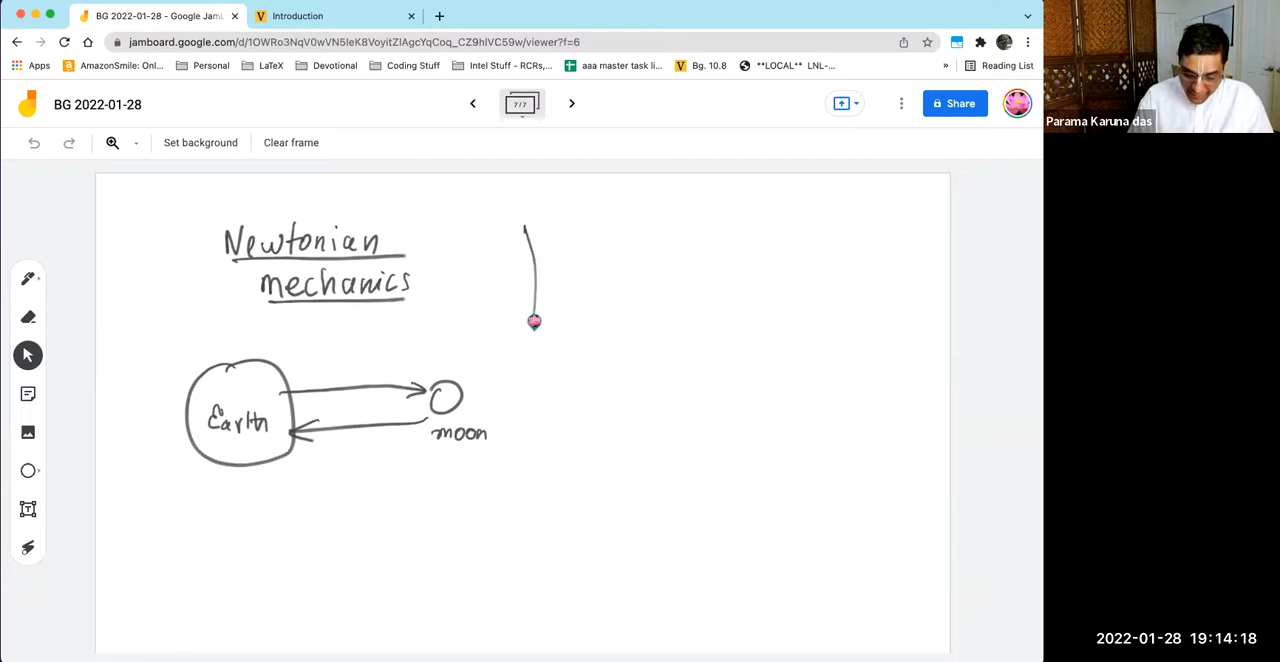 BG 2022-01-28 - Google Jam
Introduction
jamboard.google.com/d/1OWRo3NqV0wVN5IeK8VoyitZlAgcYqCoq_CZ9hlVC59w/viewer?f=6
Apps
AmazonSmile: Onl...
Personal
LaTeX
Devotional
Coding Stuff
Intel Stuff - RCRs,...
aaa master task li...
Bg. 10.8
**LOCAL** LNL-...
»
Reading List
BG 2022-01-28
7/7
Share
Set background
Clear frame
Parama Karuna das
Newtonian
mechanics
Earth
moon
2022-01-28 19:14:18